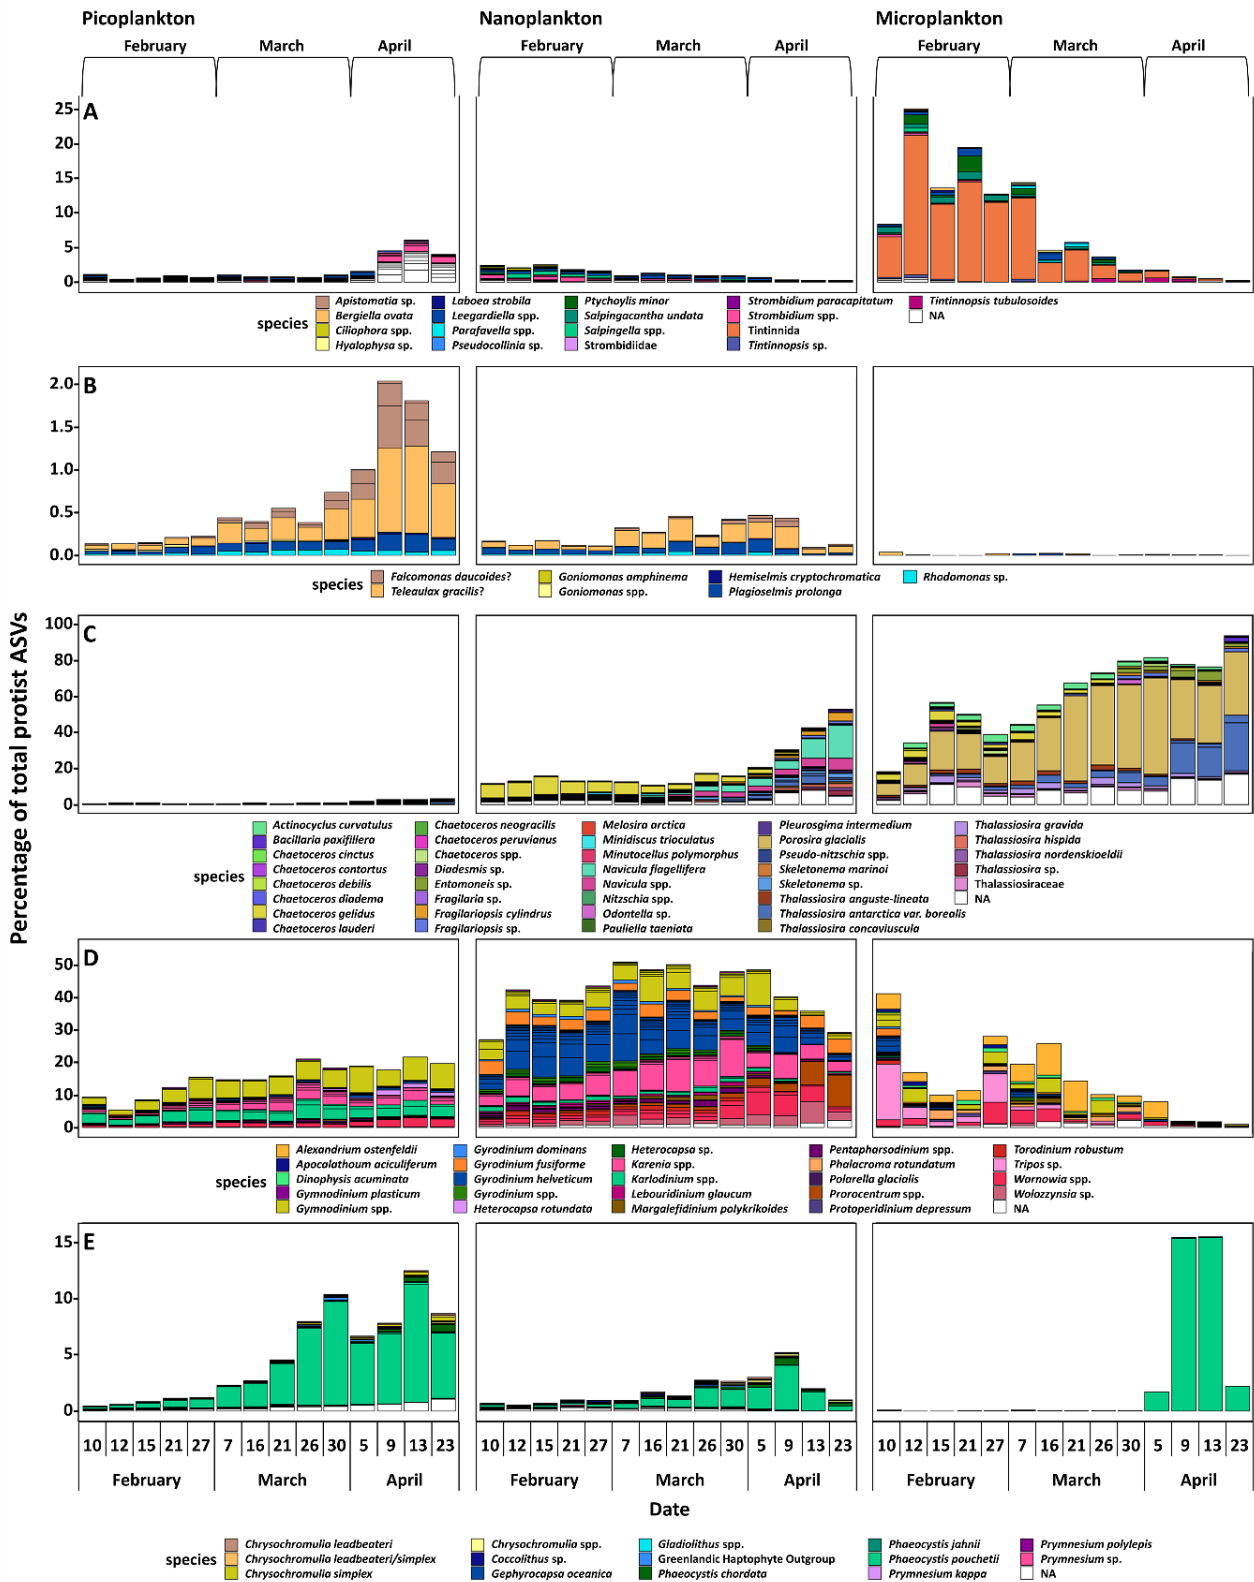 Picoplankton Nanoplankton Microplankton
February March April February March April February March April
Percentage of total protist ASVs
A
25
20
15
10
5
0
species
Apistomatia sp. Laboea strobila Ptychoylis minor Strombidium paracapitatum Tintinnopsis tubulosoides
Bergiella ovata Leegardiella spp. Salpingacantha undata Strombidium spp. NA
Ciliophora spp. Parafavella spp. Salpingella spp. Tintinnida
Hyalophysa sp. Pseudocollinia sp. Strombidiidae Tintinnopsis sp.
B
2.0
1.5
1.0
0.5
0.0
species
Falcomonas daucoides? Goniomonas amphinema Hemiselmis cryptochromatica Rhodomonas sp.
Teleaulax gracilis? Goniomonas spp. Plagioselmis prolonga
C
100
80
60
40
20
0
species
Actinocyclus curvatulus Chaetoceros neogracilis Melosira arctica Pleurosigma intermedium Thalassiosira gravida
Bacillaria paxillifera Chaetoceros peruvianus Minidiscus trioculatus Porosira glacialis Thalassiosira hispida
Chaetoceros cinctus Chaetoceros spp. Minutocellus polymorphus Pseudo-nitzschia spp. Thalassiosira nordenskioeldii
Chaetoceros contortus Diadesmis sp. Navicula flagellifera Skeletonema marinoi Thalassiosira sp.
Chaetoceros debilis Entomoneis sp. Navicula spp. Skeletonema sp. Thalassiosiraceae
Chaetoceros diadema Fragilaria sp. Nitzschia spp. Thalassiosira anguste-lineata NA
Chaetoceros gelidus Fragilariopsis cylindrus Odontella sp. Thalassiosira antarctica var. borealis
Chaetoceros lauderi Fragilariopsis sp. Pauliella taeniata Thalassiosira concaviuscula
D
50
40
30
20
10
0
species
Alexandrium ostenfeldii Gyrodinium dominans Heterocapsa sp. Pentapharsodinium spp. Torodinium robustum
Apocalathoum aciculiferum Gyrodinium fusiforme Karenia spp. Phalacroma rotundatum Tripos sp.
Dinophysis acuminata Gyrodinium helveticum Karlodinium spp. Polarella glacialis Warnowia spp.
Gymnodinium plasticum Gyrodinium spp. Lebouridinium glaucum Prorocentrum spp. Wołozzynsia sp.
Gymnodinium spp. Heterocapsa rotundata Margalefidinium polykrikoides Protoperidinium depressum NA
E
15
10
5
0
10 12 15 21 27 7 16 21 26 30 5 9 13 23 10 12 15 21 27 7 16 21 26 30 5 9 13 23 10 12 15 21 27 7 16 21 26 30 5 9 13 23
February March April February March April February March April
Date
species
Chrysochromulia leadbeateri Chrysochromulia spp. Gladiolithus spp. Phaeocystis jahnii Prymnesium polylepis
Chrysochromulia leadbeateri/simplex Coccolithus sp. Greenlandic Haptophyte Outgroup Phaeocystis pouchetii Prymnesium sp.
Chrysochromulia simplex Gephyrocapsa oceanica Phaeocystis chordata Prymnesium kappa NA